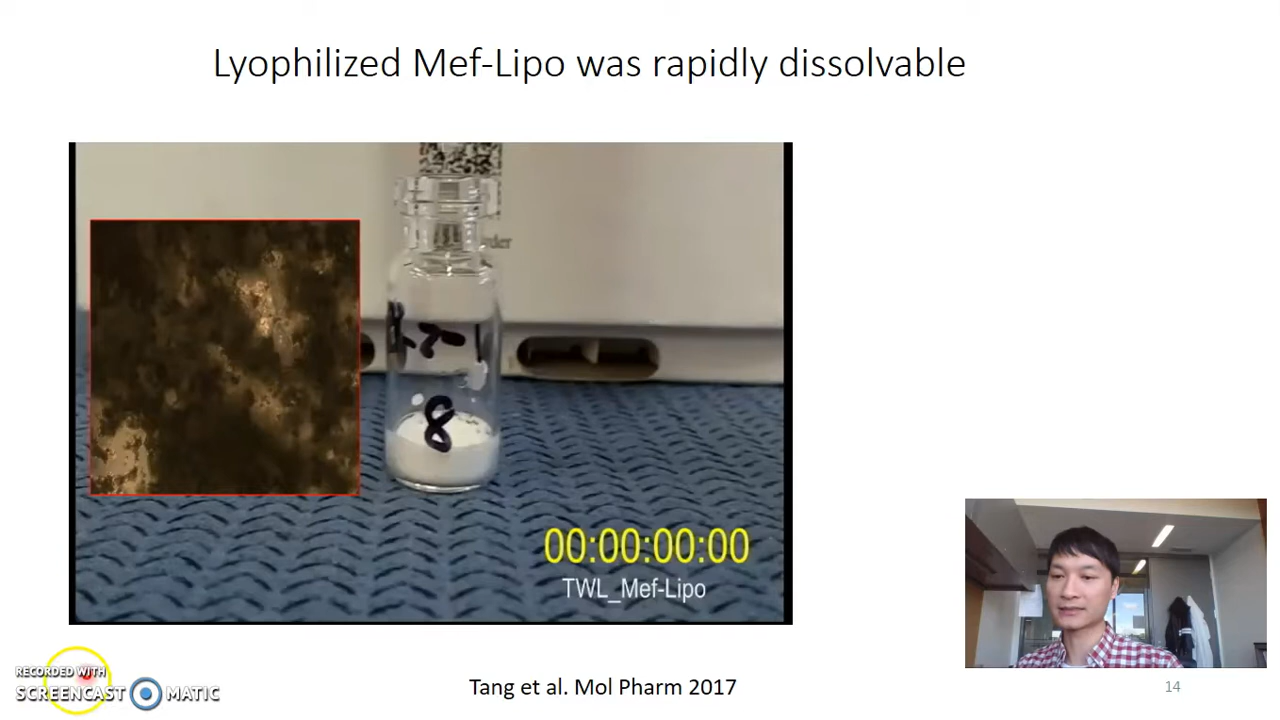 Lyophilized Mef-Lipo was rapidly dissolvable
8
00:00:00:00
TWL_Mef-Lipo
RECORDED WITH
SCREENCAST MATIC
Tang et al. Mol Pharm 2017
14